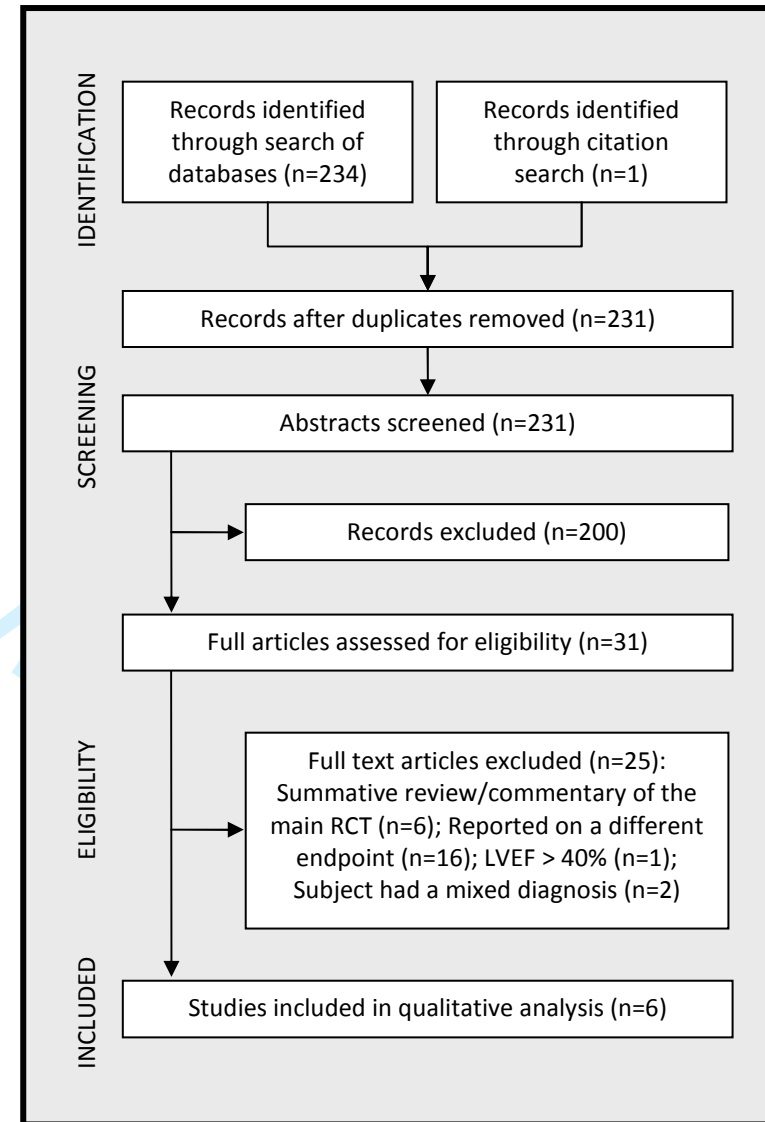 IDENTIFICATION
Records identified
through search of
databases (n=234)
Records identified
through citation
search (n=1)
Records after duplicates removed (n=231)
SCREENING
Abstracts screened (n=231)
Records excluded (n=200)
Full articles assessed for eligibility (n=31)
ELIGIBILITY
Full text articles excluded (n=25):
Summative review/commentary of the
main RCT (n=6); Reported on a different
endpoint (n=16); LVEF > 40% (n=1);
Subject had a mixed diagnosis (n=2)
INCLUDED
Studies included in qualitative analysis (n=6)